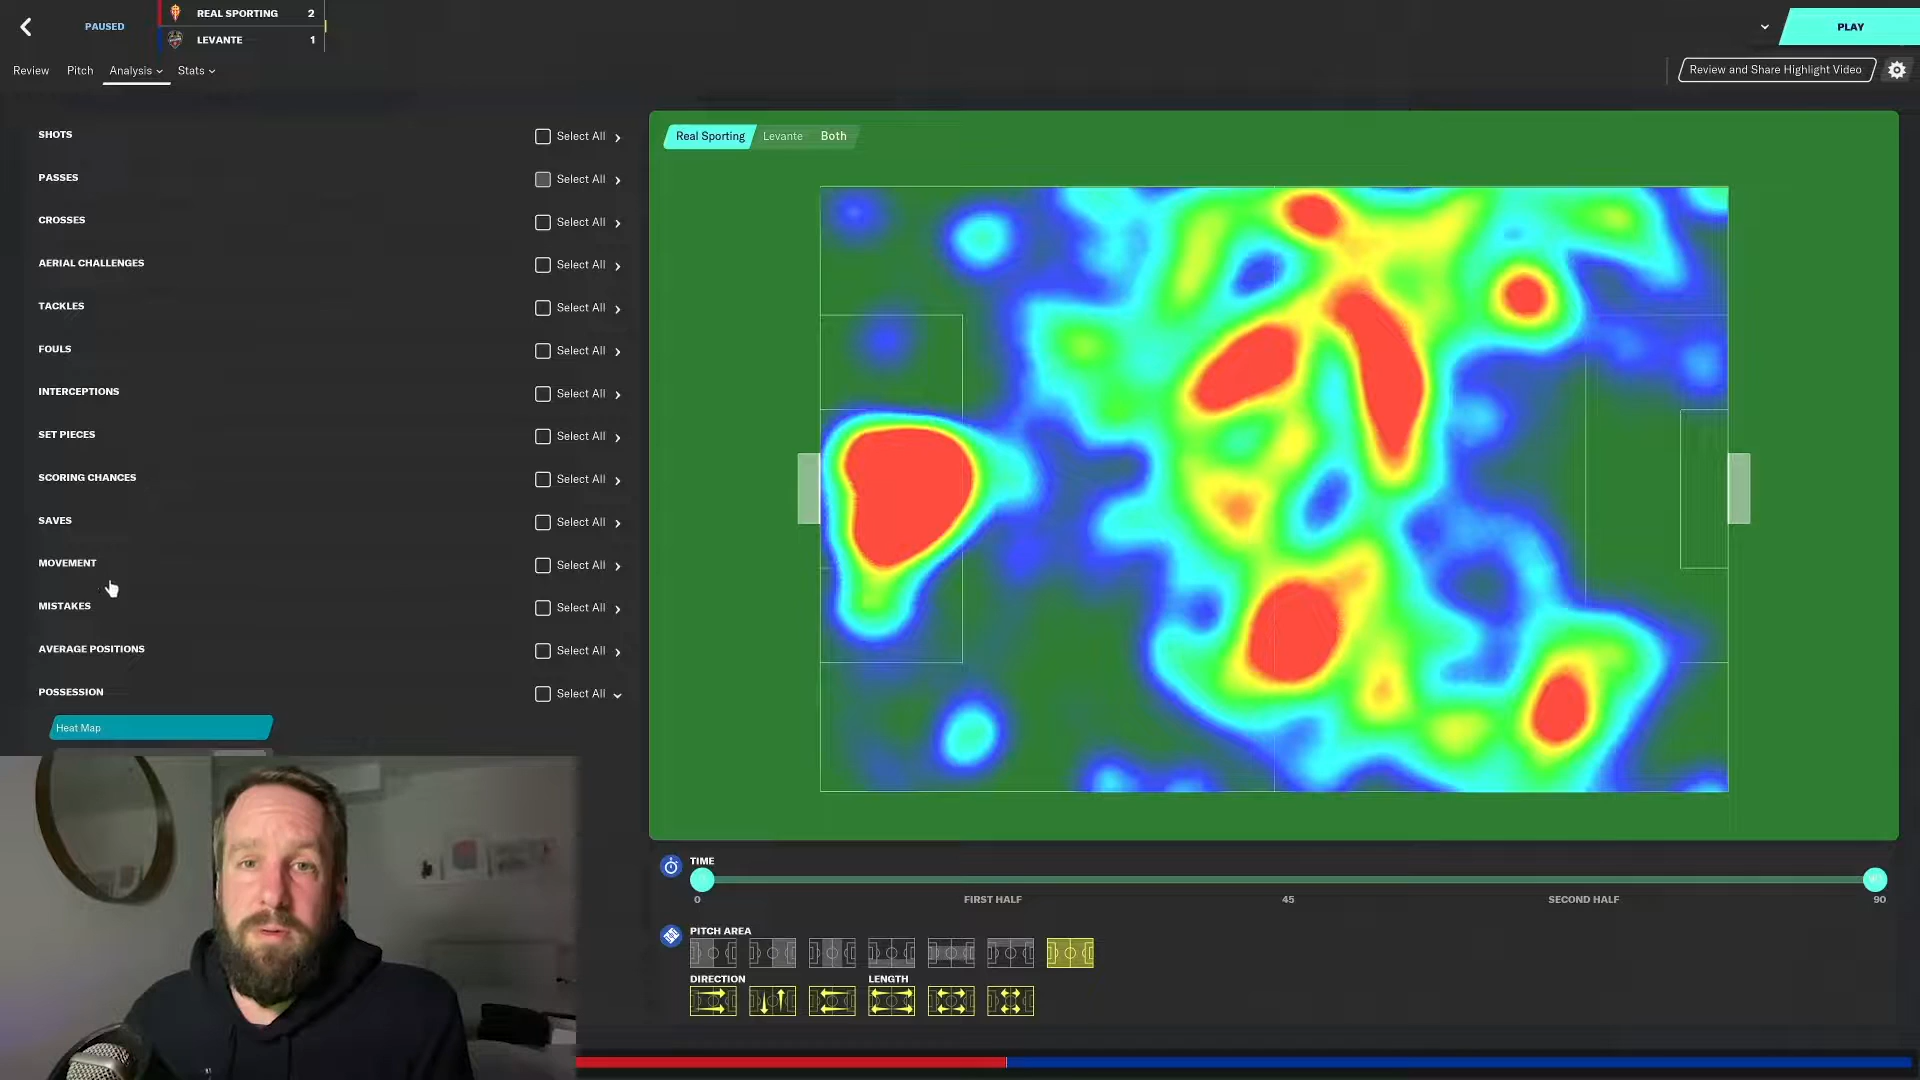 PAUSED
REAL SPORTING 2
LEVANTE 1
PLAY
Review Pitch Analysis Stats
Review and Share Highlight Video
SHOTS Select All
PASSES Select All
CROSSES Select All
AERIAL CHALLENGES Select All
TACKLES Select All
FOULS Select All
INTERCEPTIONS Select All
SET PIECES Select All
SCORING CHANCES Select All
SAVES Select All
MOVEMENT Select All
MISTAKES Select All
AVERAGE POSITIONS Select All
POSSESSION Select All
Heat Map
Real Sporting Levante Both
TIME
0 FIRST HALF 45 SECOND HALF 90
PITCH AREA
DIRECTION LENGTH